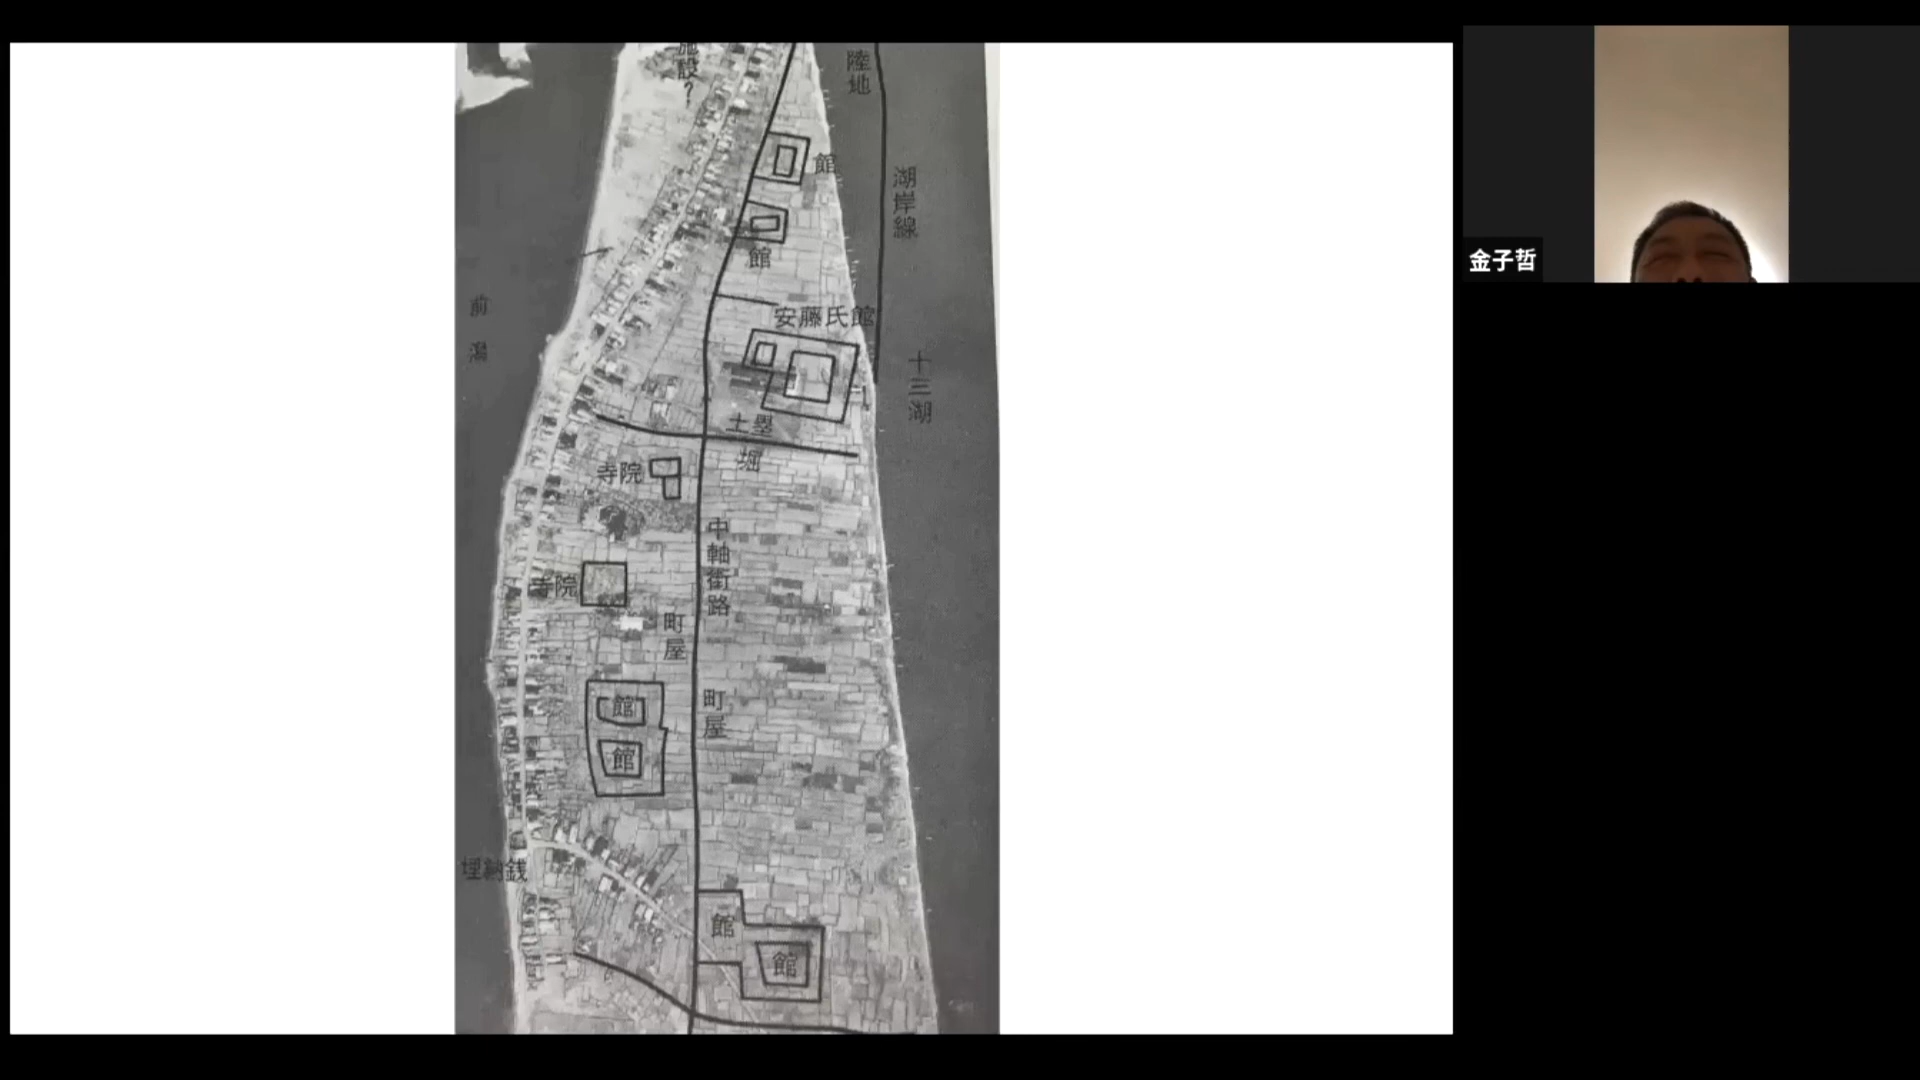 施設?
陸地
館
湖岸線
館
前潟
安藤氏館
十三湖
土塁
堀
寺院
中軸街路
寺院
町屋
町屋
館
館
埋納銭
館
館
金子哲